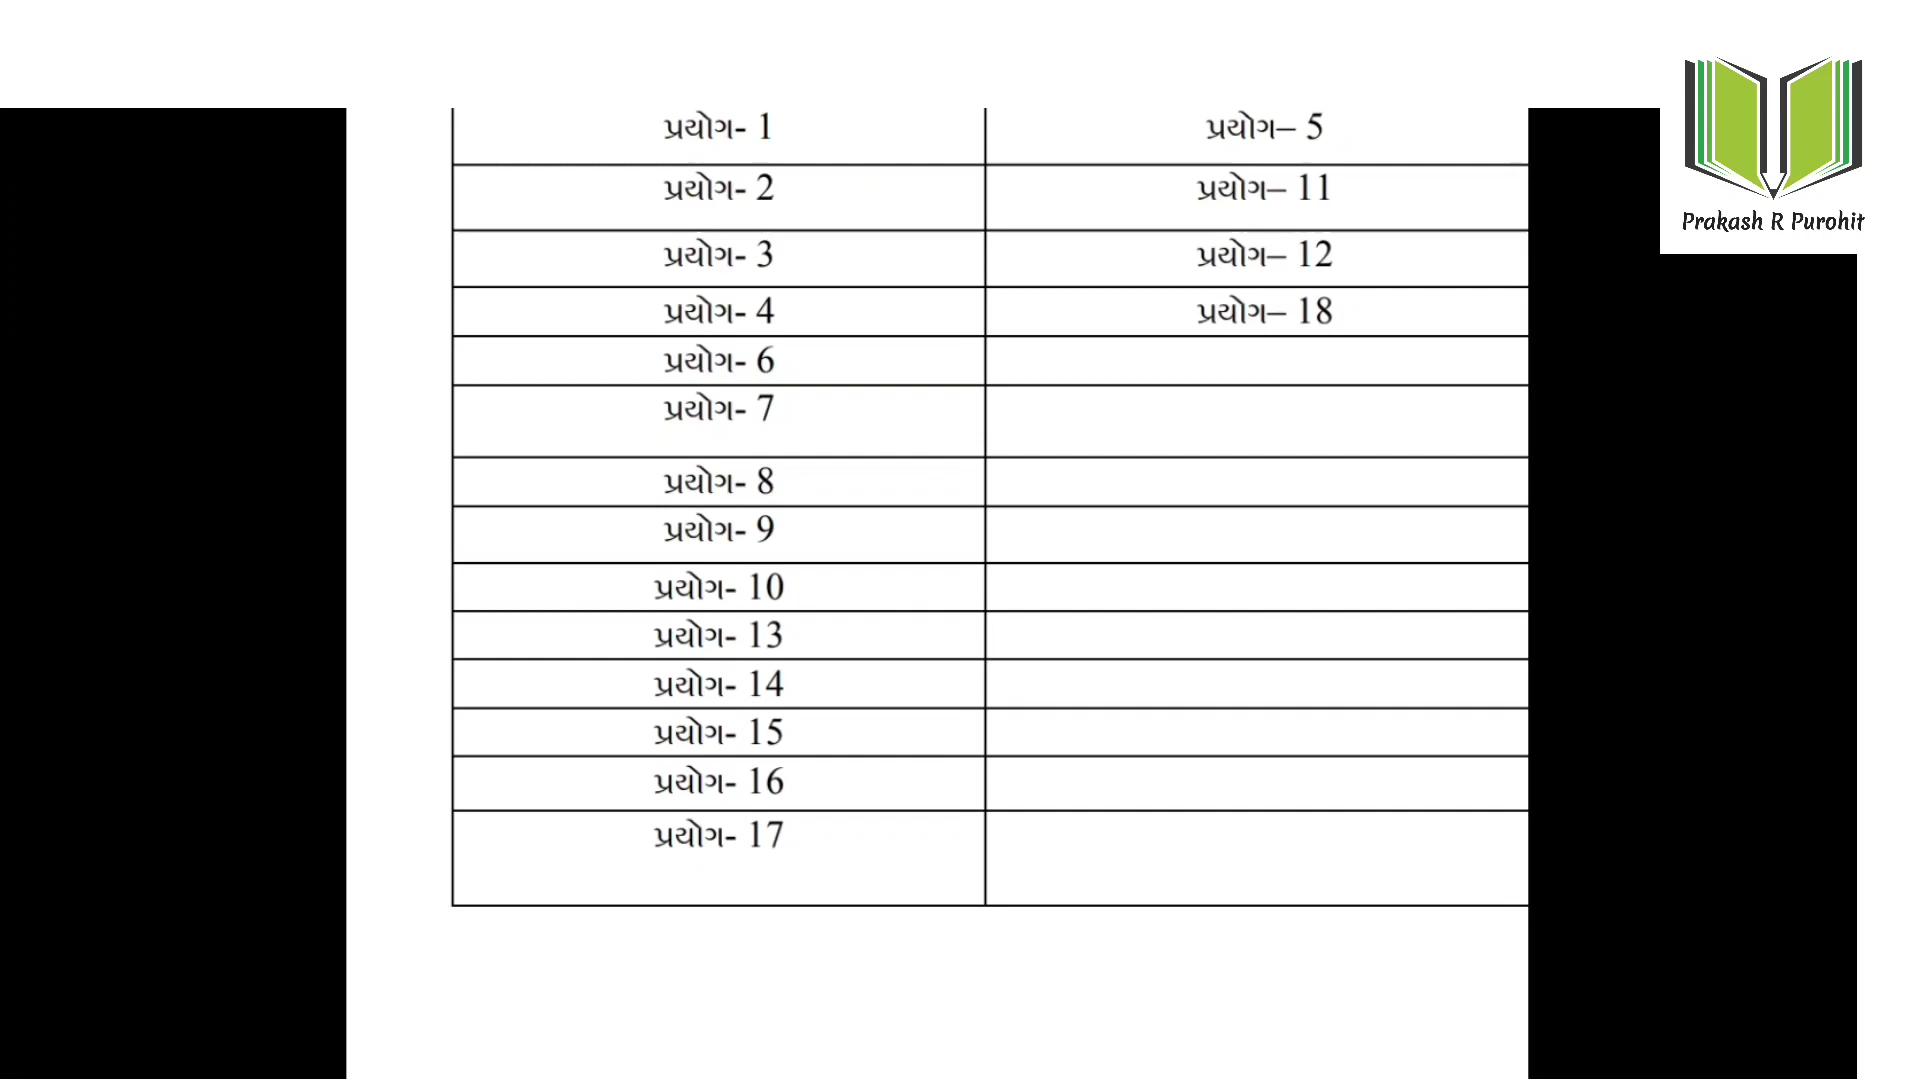 પ્રયોગ- 1 પ્રયોગ– 5
પ્રયોગ- 2 પ્રયોગ– 11
પ્રયોગ- 3 પ્રયોગ– 12
પ્રયોગ- 4 પ્રયોગ– 18
પ્રયોગ- 6
પ્રયોગ- 7
પ્રયોગ- 8
પ્રયોગ- 9
પ્રયોગ- 10
પ્રયોગ- 13
પ્રયોગ- 14
પ્રયોગ- 15
પ્રયોગ- 16
પ્રયોગ- 17
Prakash R Purohit